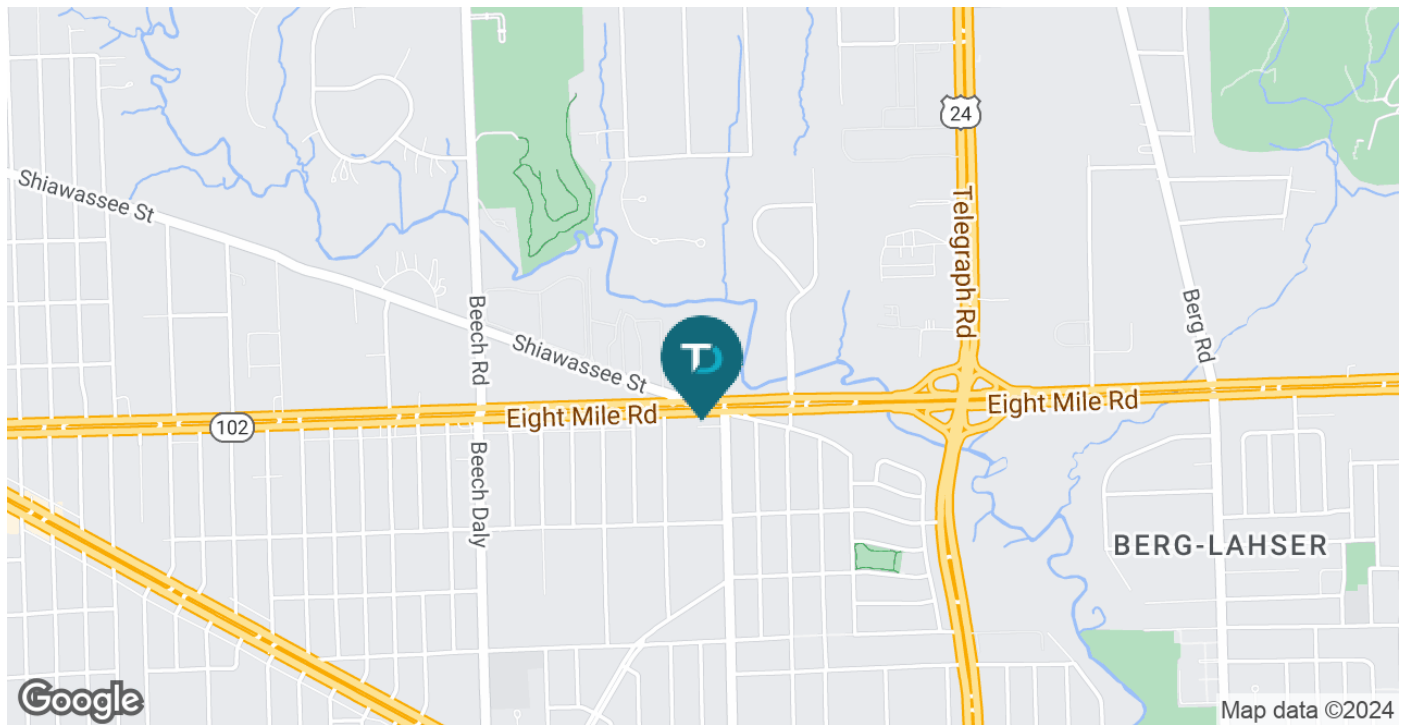 24
Shiawassee St
Telegraph Rd
Beech Rd
Berg Rd
Shiawassee St
TD
Eight Mile Rd
Eight Mile Rd
102
Beech Daly
BERG-LAHSER
Google
Map data ©2024